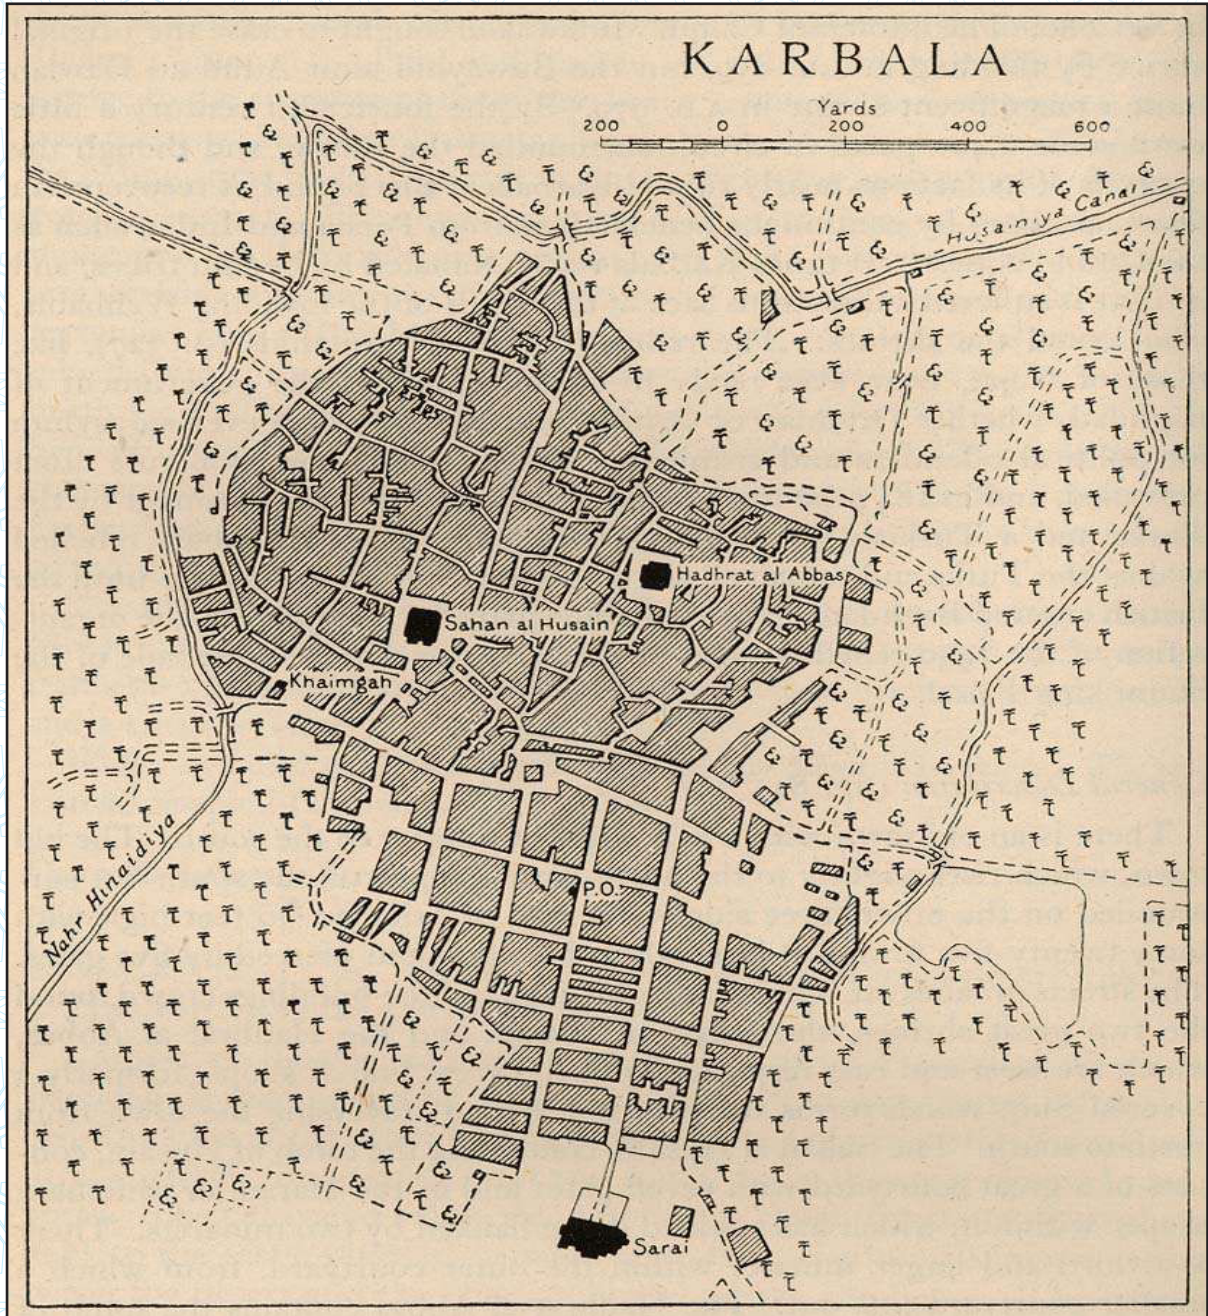 KARBALA
Yards
200 0 200 400 600
Husainiya Canal
Hadhrat al Abbas
Sahan al Husain
Khaimgah
Nahr Hinaidiya
P.O.
Sarai